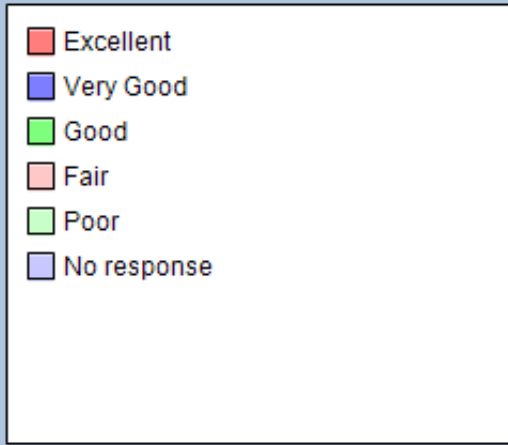 Excellent
Very Good
Good
Fair
Poor
No response